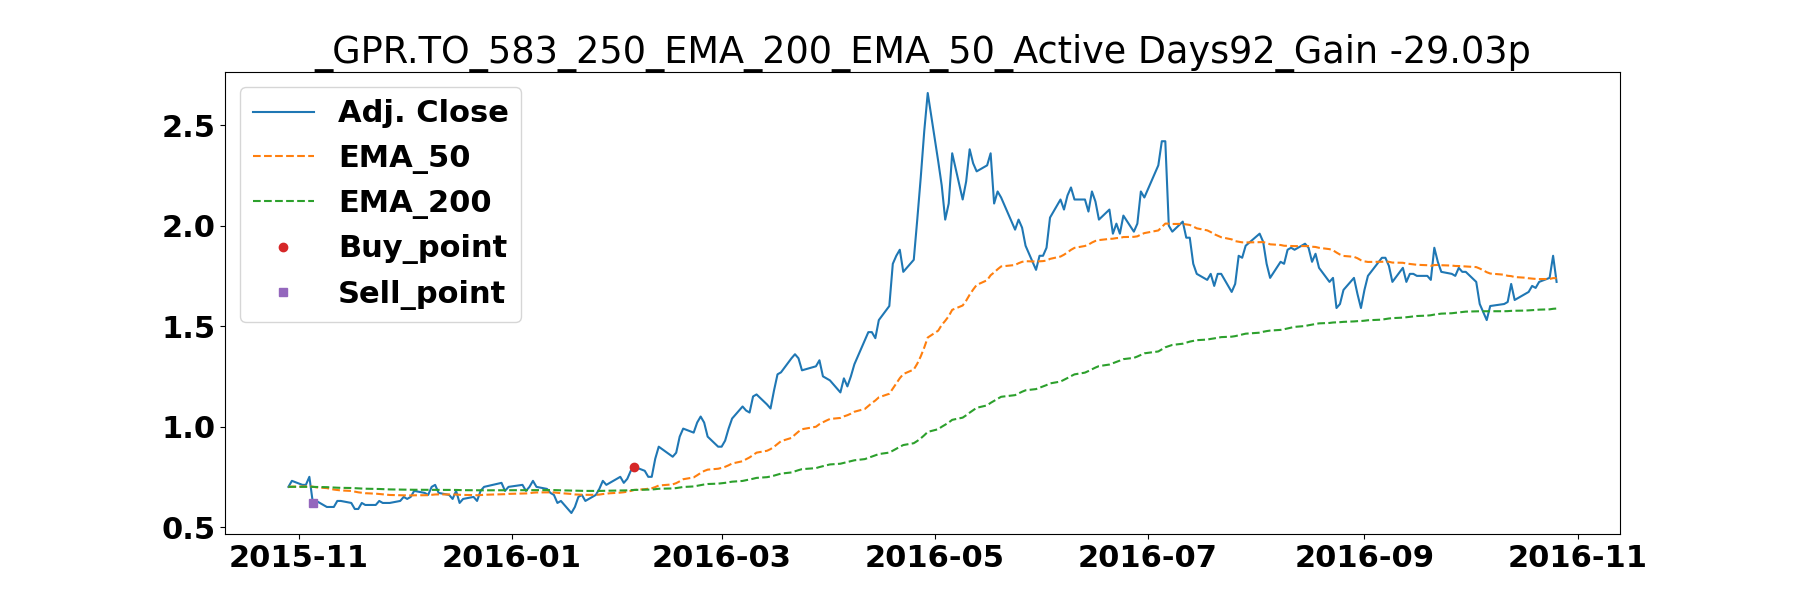 _GPR.TO_583_250_EMA_200_EMA_50_Active Days92_Gain -29.03p
Adj. Close
EMA_50
EMA_200
Buy_point
Sell_point
2.5
2.0
1.5
1.0
0.5
2015-11 2016-01 2016-03 2016-05 2016-07 2016-09 2016-11